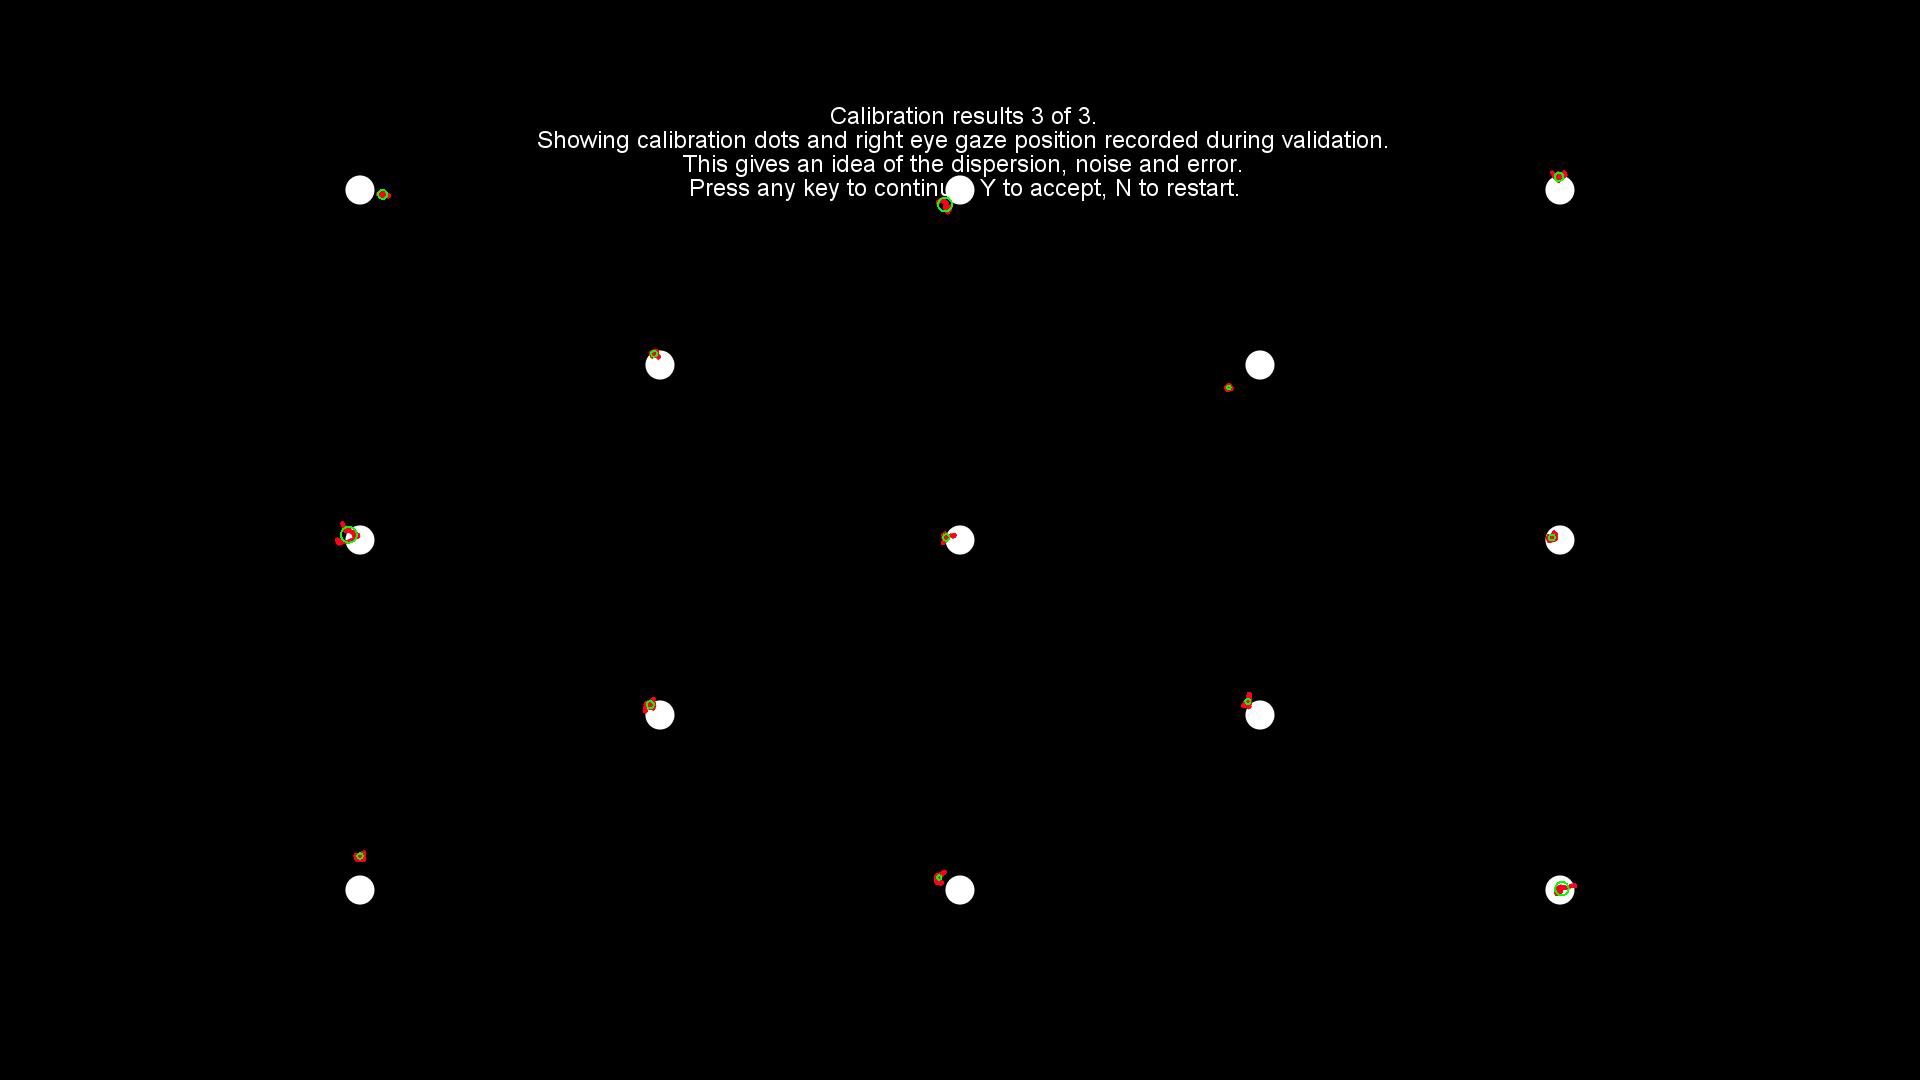 Calibration results 3 of 3.
Showing calibration dots and right eye gaze position recorded during validation.
This gives an idea of the dispersion, noise and error.
Press any key to continu Y to accept, N to restart.